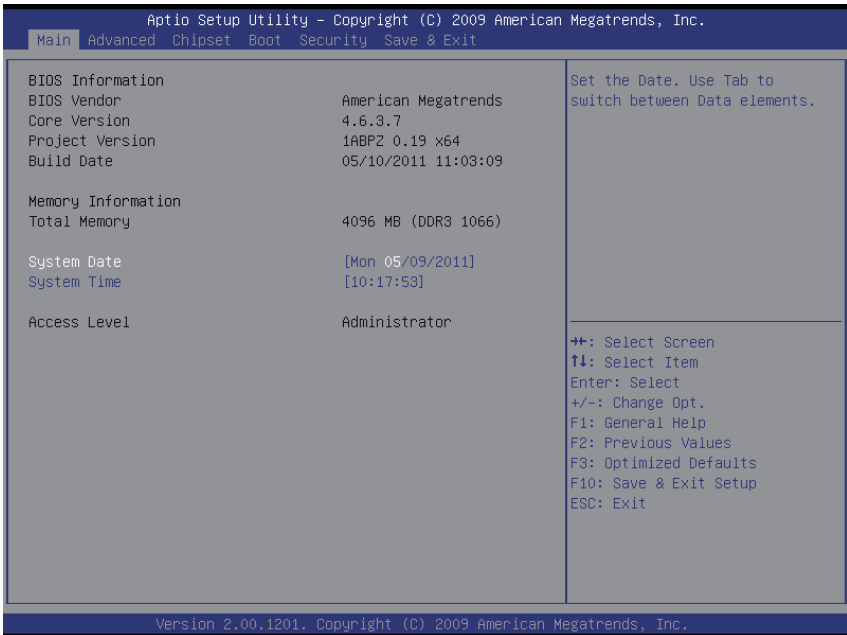 Aptio Setup Utility – Copyright (C) 2009 American Megatrends, Inc.
Main Advanced Chipset Boot Security Save & Exit
BIOS Information
BIOS Vendor American Megatrends
Core Version 4.6.3.7
Project Version 1ABPZ 0.19 x64
Build Date 05/10/2011 11:03:09
Memory Information
Total Memory 4096 MB (DDR3 1066)
System Date [Mon 05/09/2011]
System Time [10:17:53]
Access Level Administrator
Set the Date. Use Tab to
switch between Data elements.
→←: Select Screen
↑↓: Select Item
Enter: Select
+/-: Change Opt.
F1: General Help
F2: Previous Values
F3: Optimized Defaults
F10: Save & Exit Setup
ESC: Exit
Version 2.00.1201. Copyright (C) 2009 American Megatrends, Inc.